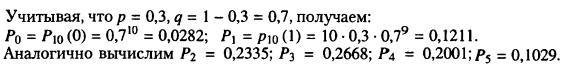 Учитывая, что p = 0,3, q = 1 – 0,3 = 0,7, получаем:
P₀ = P₁₀ (0) = 0,7¹⁰ = 0,0282; P₁ = p₁₀ (1) = 10 · 0,3 · 0,7⁹ = 0,1211.
Аналогично вычислим P₂ = 0,2335; P₃ = 0,2668; P₄ = 0,2001; P₅ = 0,1029.